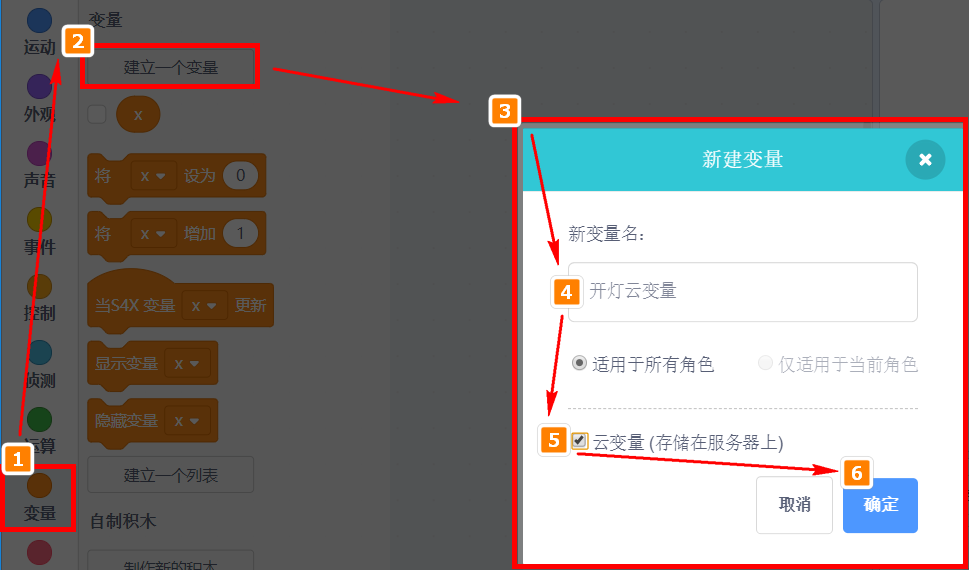 运动
外观
声音
事件
控制
侦测
运算
变量
变量
建立一个变量
x
将 x 设为 0
将 x 增加 1
当S4X 变量 x 更新
显示变量 x
隐藏变量 x
建立一个列表
自制积木
制作新的积木
1
2
3
新建变量
新变量名：
4
开灯云变量
适用于所有角色 仅适用于当前角色
5
云变量 (存储在服务器上)
6
取消 确定